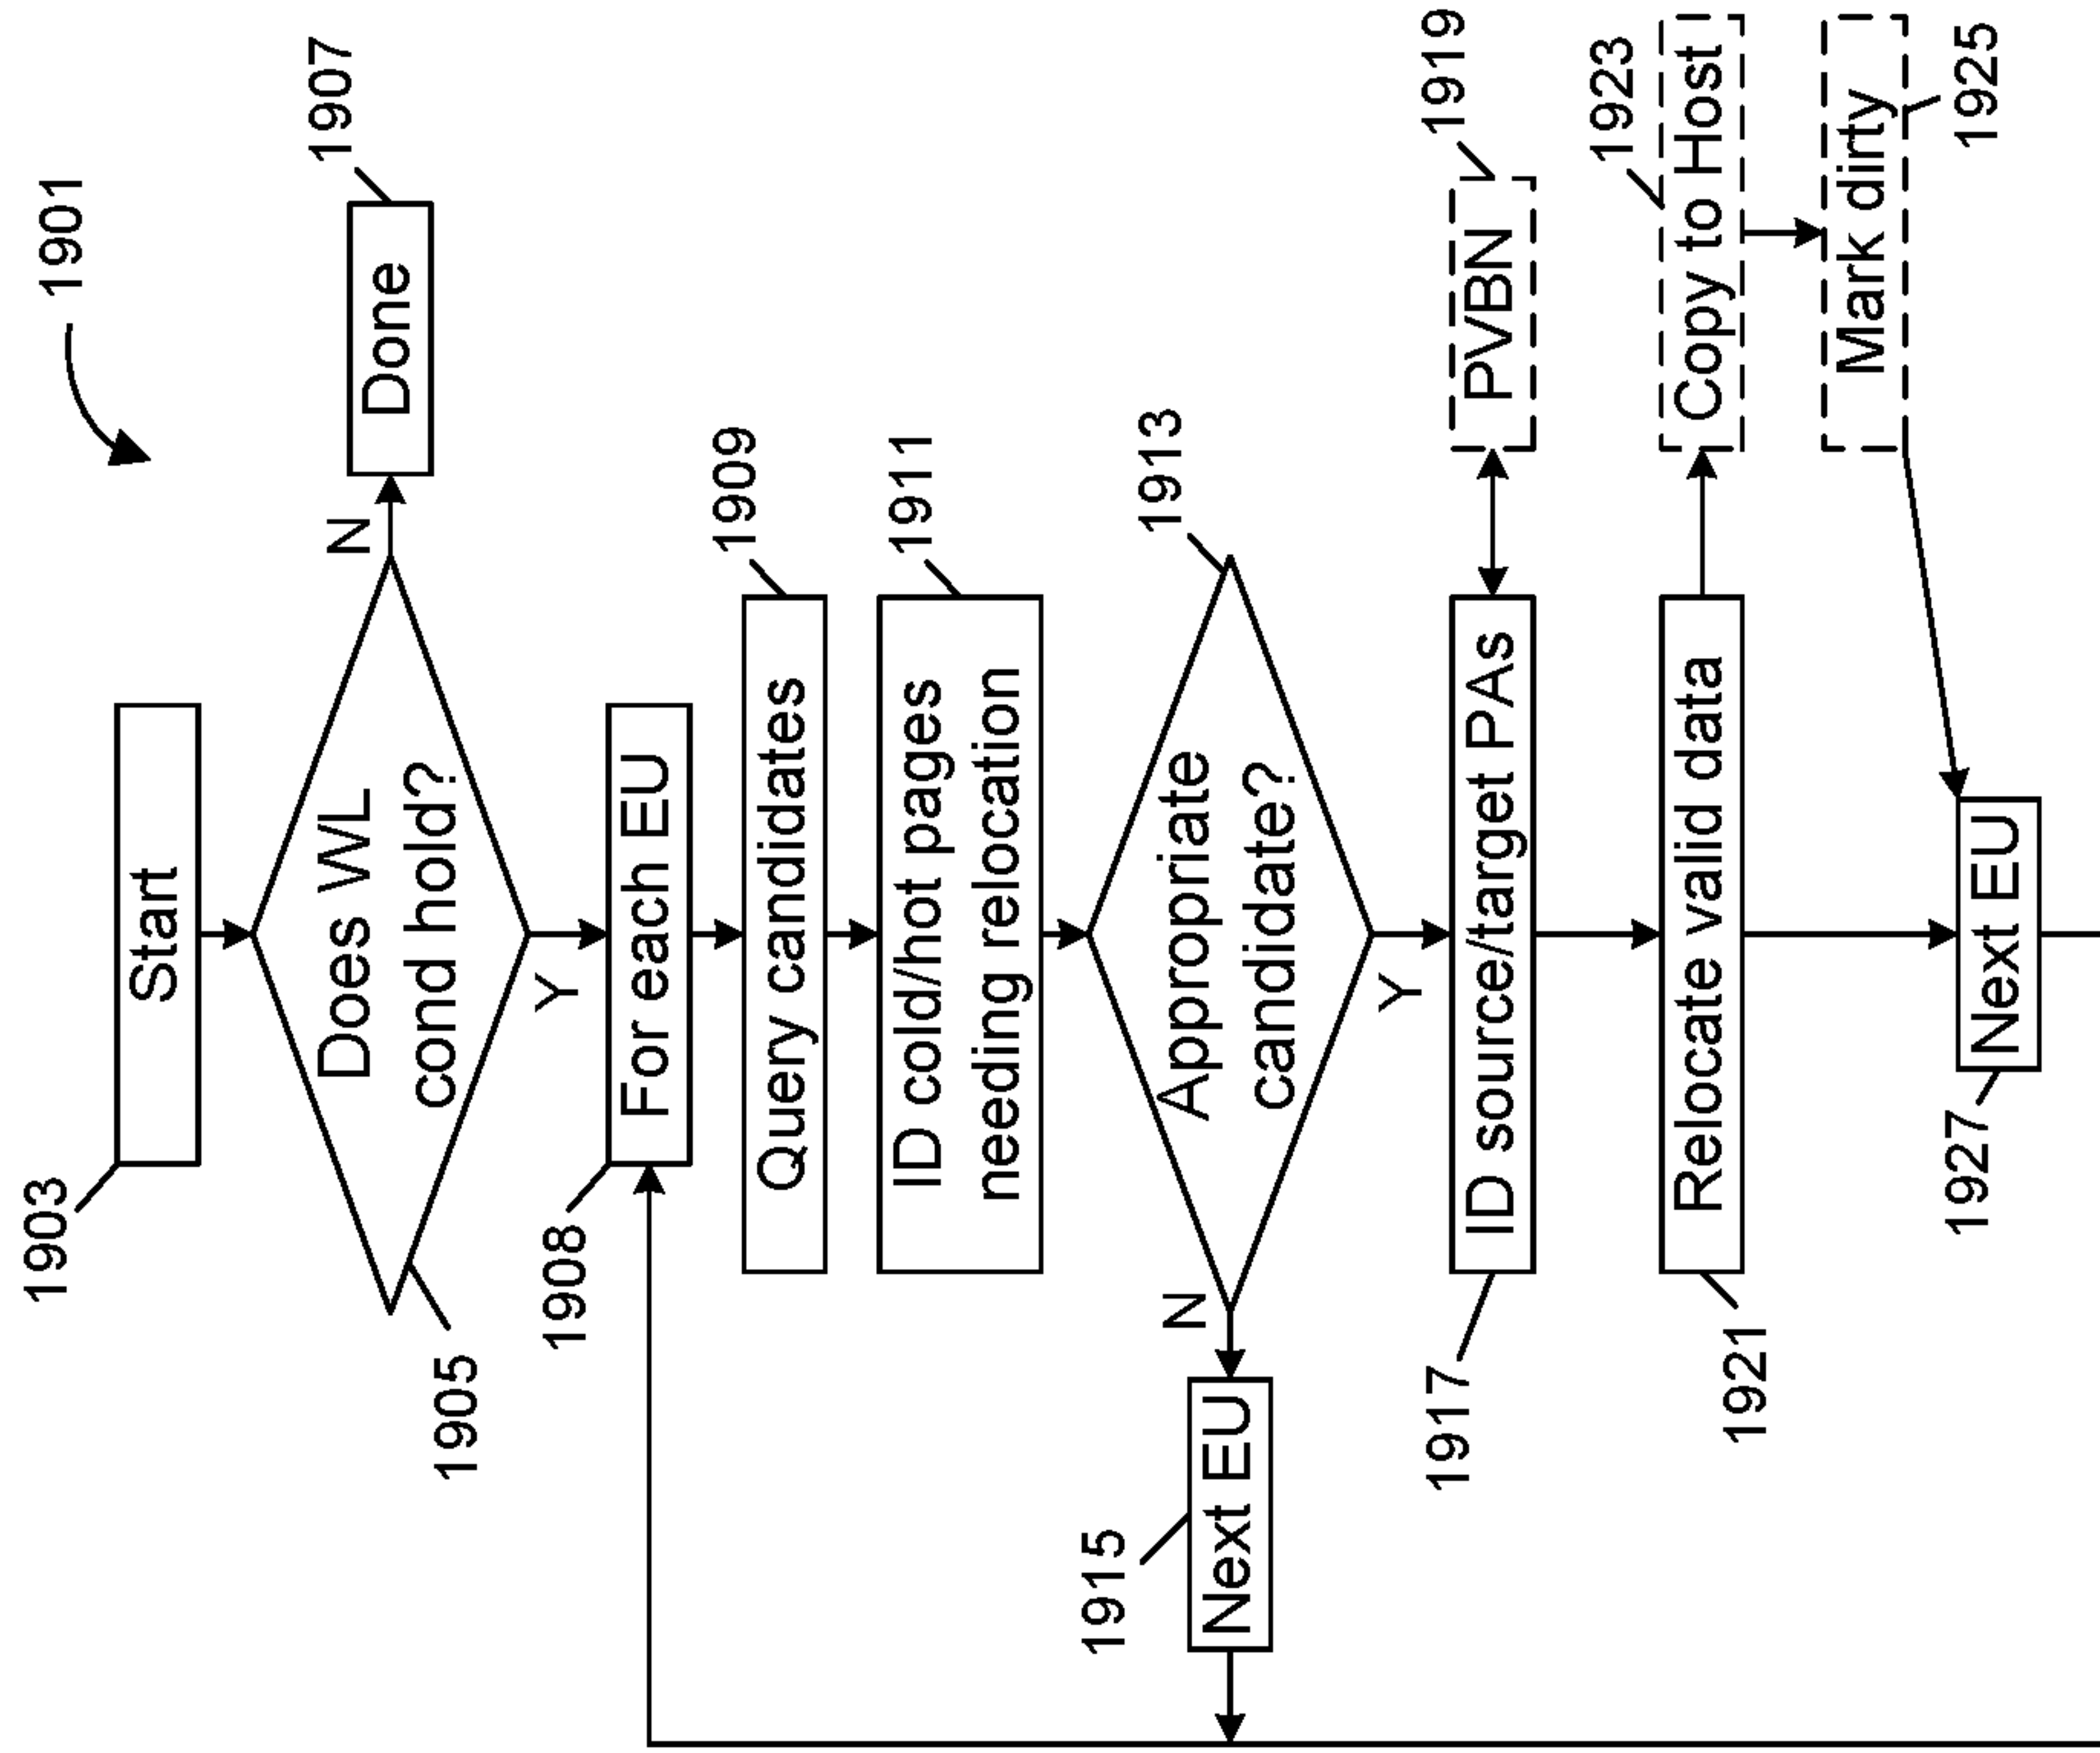 1901
1903
Start
1905
Does WL
cond hold?
N
Done
1907
Y
1908
For each EU
Query candidates
1909
ID cold/hot pages
needing relocation
1911
Appropriate
candidate?
1913
N
1915
Next EU
Y
1917
ID source/target PAs
PVBN
1919
1921
Relocate valid data
Copy to Host
1923
Mark dirty
1925
1927
Next EU